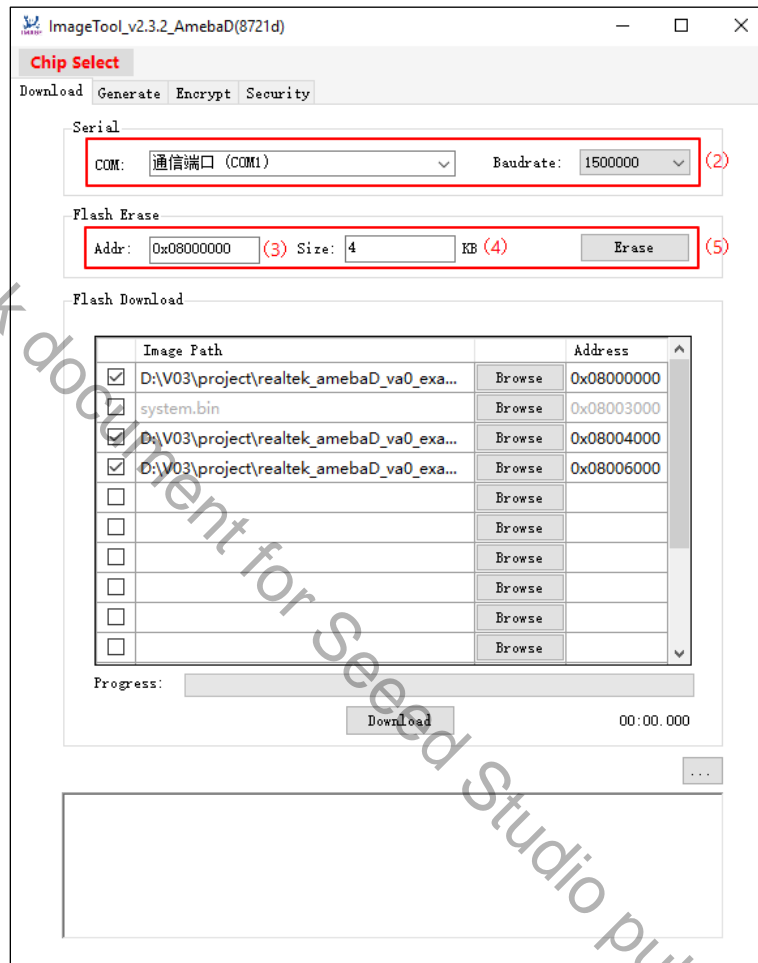 ImageTool_v2.3.2_AmebaD(8721d)
Chip Select
Download Generate Encrypt Security
Serial
COM: 通信端口 (COM1) Baudrate: 1500000 (2)
Flash Erase
Addr: 0x08000000 (3) Size: 4 KB (4) Erase (5)
Flash Download
Image Path Address
D:\V03\project\realtek_amebaD_va0_exa... Browse 0x08000000
system.bin Browse 0x08003000
D:\V03\project\realtek_amebaD_va0_exa... Browse 0x08004000
D:\V03\project\realtek_amebaD_va0_exa... Browse 0x08006000
Browse
Browse
Browse
Browse
Browse
Browse
Progress:
Download 00:00.000
...
k document for Seeed Studio pu